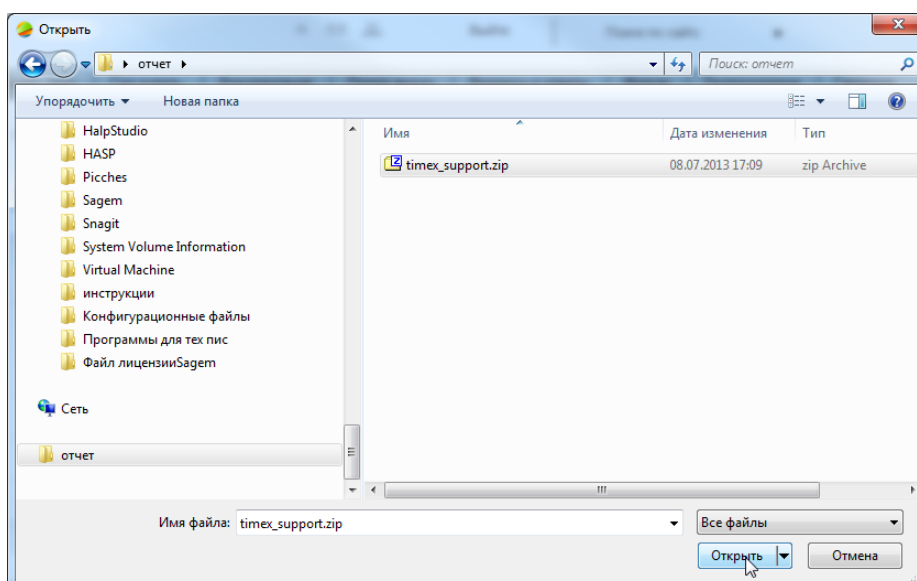 Открыть
отчет
Поиск: отчет
Упорядочить
Новая папка
HalpStudio
HASP
Picches
Sagem
Snagit
System Volume Information
Virtual Machine
инструкции
Конфигурационные файлы
Программы для тех пис
Файл лицензииSagem
Сеть
отчет
Имя Дата изменения Тип
timex_support.zip 08.07.2013 17:09 zip Archive
Имя файла: timex_support.zip Все файлы
Открыть Отмена